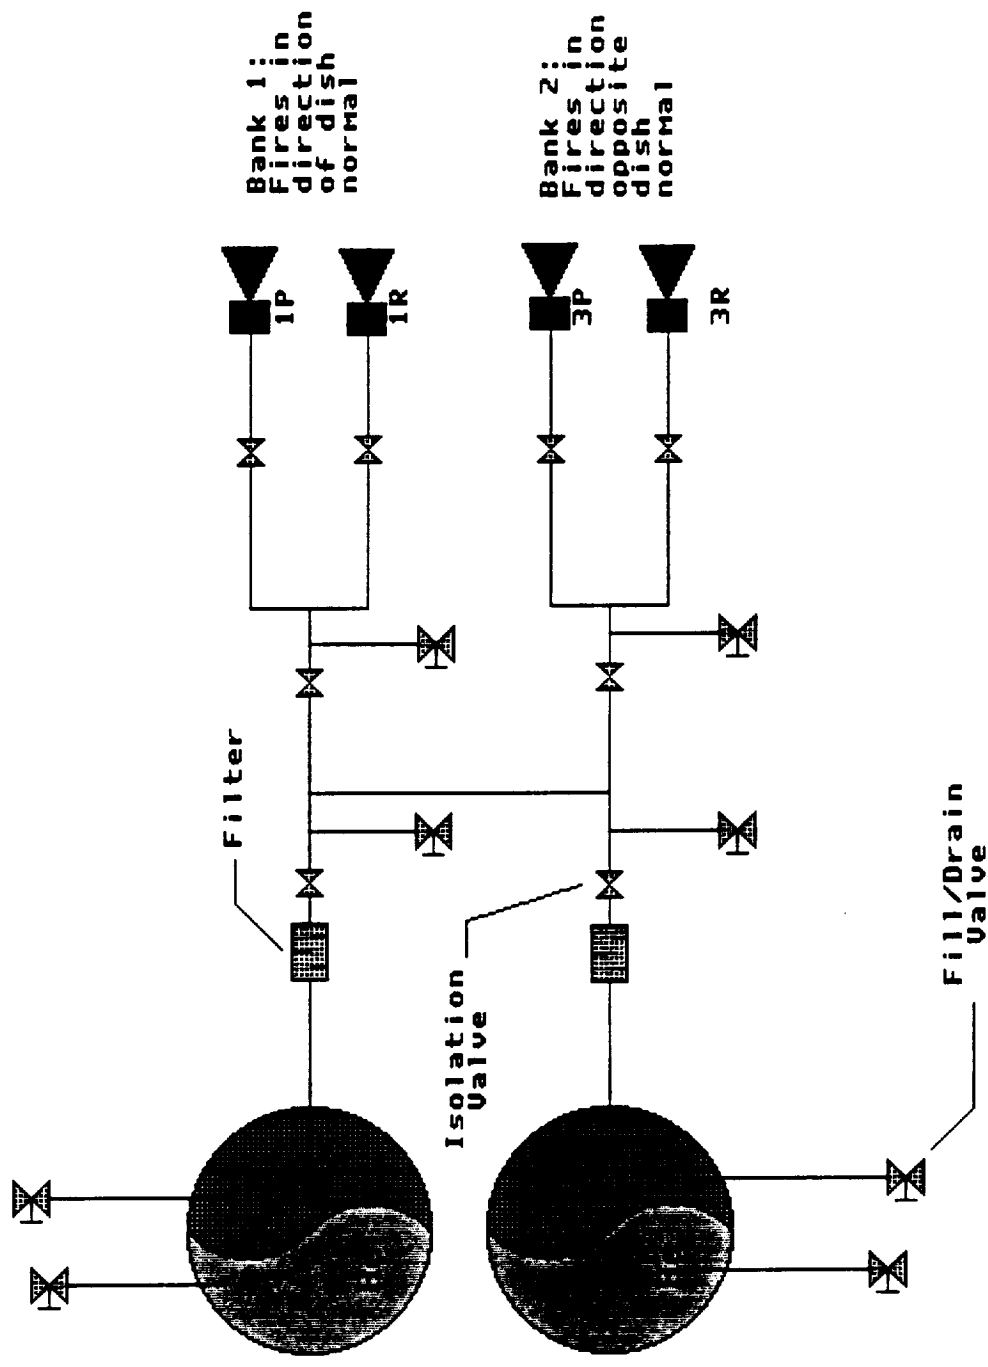 Bank 1:
Fires in
direction
of dish
normal
Bank 2:
Fires in
direction
opposite
dish
normal
1P
1R
3P
3R
Filter
Isolation
Valve
Fill/Drain
Valve